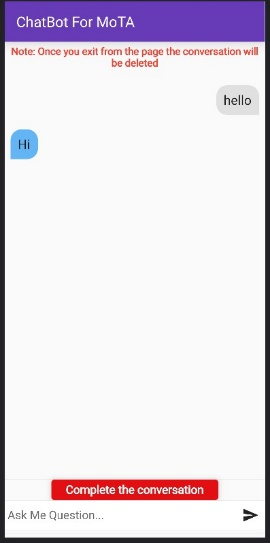 ChatBot For MoTA
Note: Once you exit from the page the conversation will
be deleted
hello
Hi
Complete the conversation
Ask Me Question...